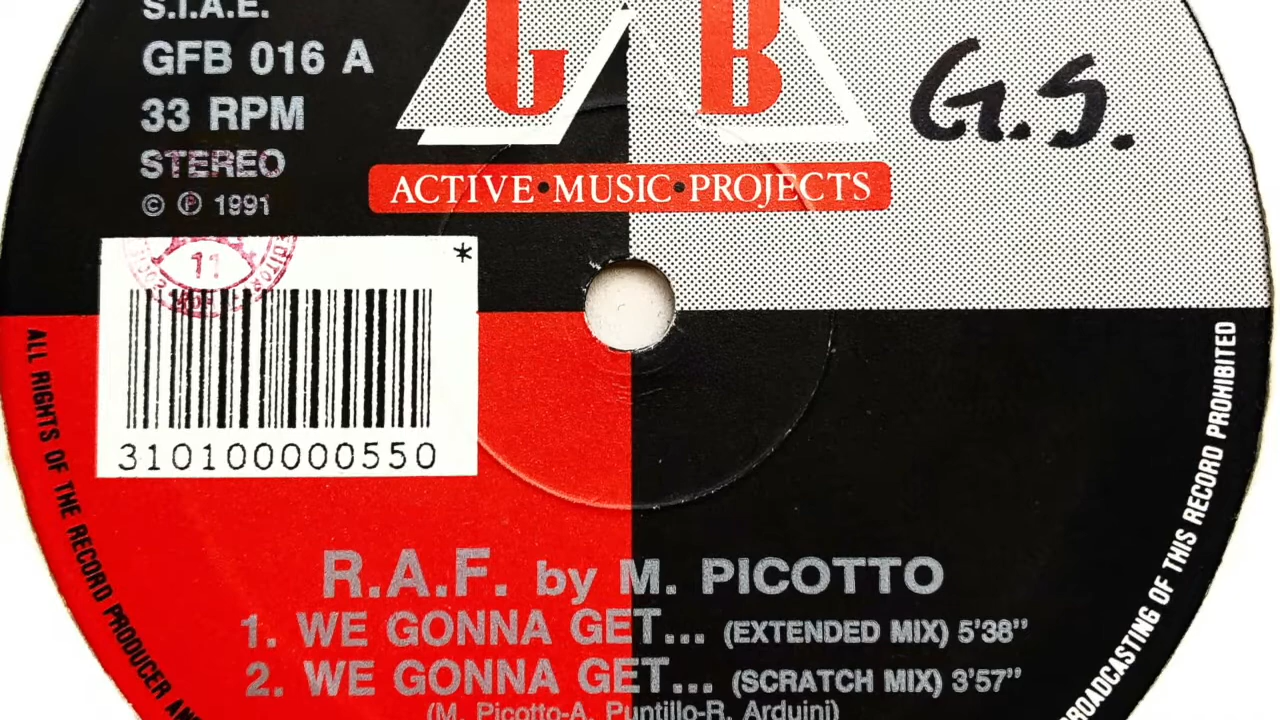 S.I.A.E.
GFB 016 A
33 RPM
STEREO
© ℗ 1991
G B
G.S.
ACTIVE•MUSIC•PROJECTS
*
11
310100000550
ALL RIGHTS OF THE RECORD PRODUCER AN
BROADCASTING OF THIS RECORD PROHIBITED
R.A.F. by M. PICOTTO
1. WE GONNA GET... (EXTENDED MIX) 5'38"
2. WE GONNA GET... (SCRATCH MIX) 3'57"
(M. Picotto-A. Puntillo-R. Arduini)